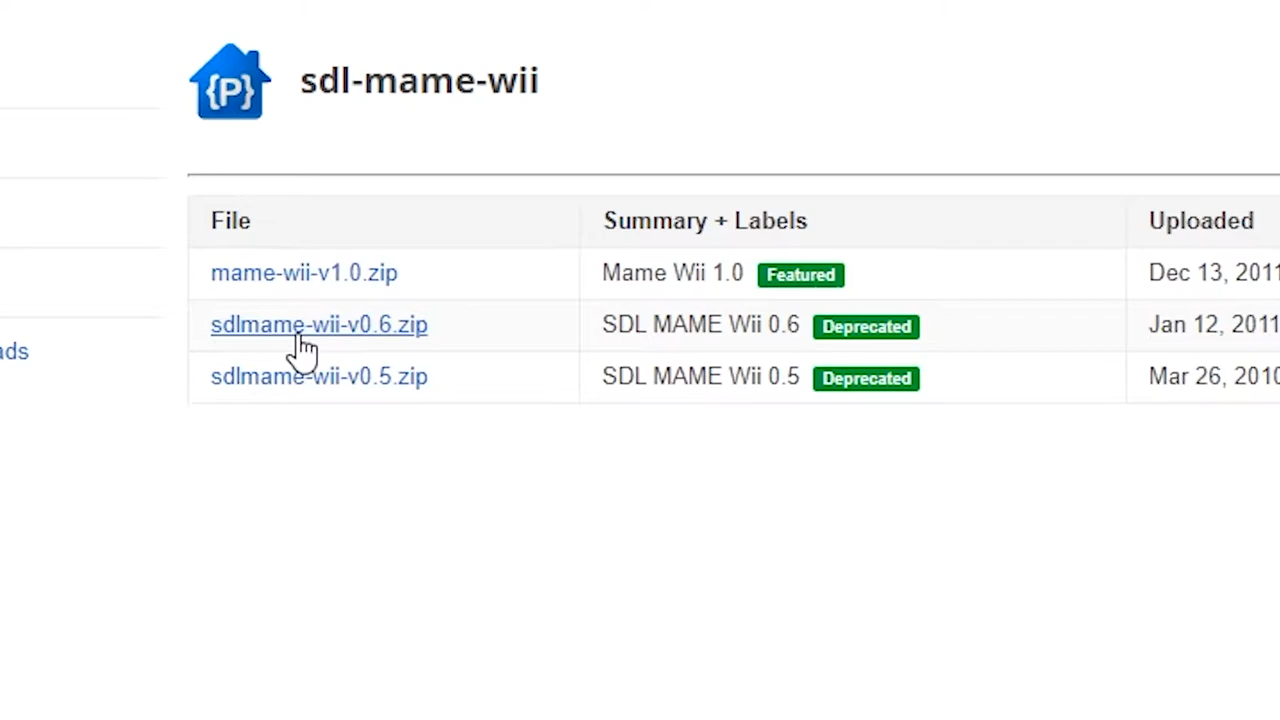 {P}
sdl-mame-wii
File Summary + Labels Uploaded
mame-wii-v1.0.zip Mame Wii 1.0 Featured Dec 13, 2011
sdlmame-wii-v0.6.zip SDL MAME Wii 0.6 Deprecated Jan 12, 2011
ads
sdlmame-wii-v0.5.zip SDL MAME Wii 0.5 Deprecated Mar 26, 2010